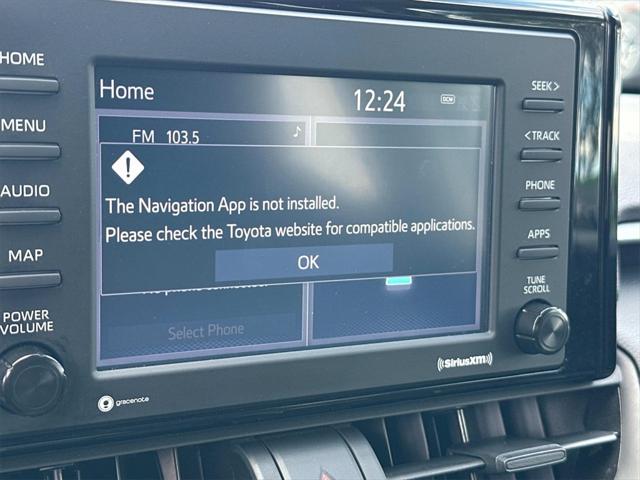 HOME
MENU
AUDIO
MAP
POWER
VOLUME
Home
12:24
DCM
FM 103.5
The Navigation App is not installed.
Please check the Toyota website for compatible applications.
OK
Select Phone
SEEK>
<TRACK
PHONE
APPS
TUNE
SCROLL
gracenote
SiriusXM